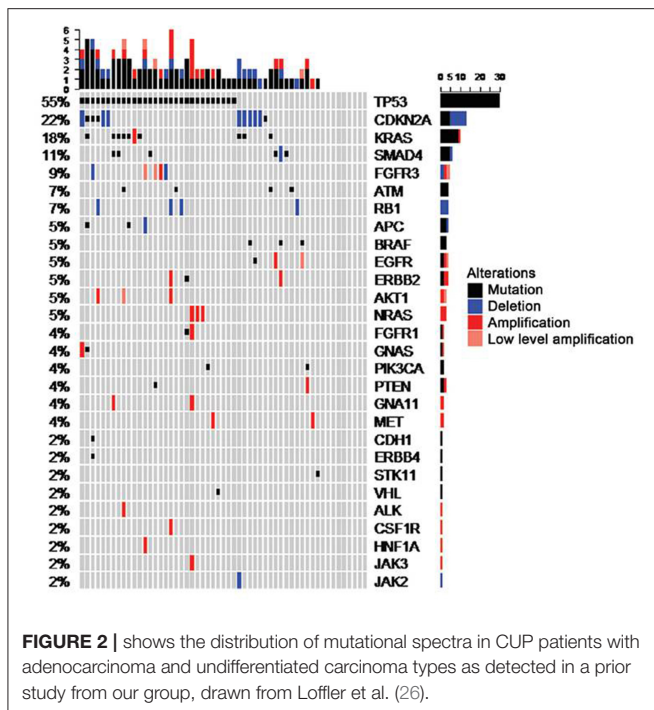 6
5
4
3
2
1
0
0 5 10 20 30
55% TP53
22% CDKN2A
18% KRAS
11% SMAD4
9% FGFR3
7% ATM
7% RB1
5% APC
5% BRAF
5% EGFR
5% ERBB2
5% AKT1
5% NRAS
4% FGFR1
4% GNAS
4% PIK3CA
4% PTEN
4% GNA11
4% MET
2% CDH1
2% ERBB4
2% STK11
2% VHL
2% ALK
2% CSF1R
2% HNF1A
2% JAK3
2% JAK2
Alterations
Mutation
Deletion
Amplification
Low level amplification
FIGURE 2 | shows the distribution of mutational spectra in CUP patients with
adenocarcinoma and undifferentiated carcinoma types as detected in a prior
study from our group, drawn from Loffler et al. (26).